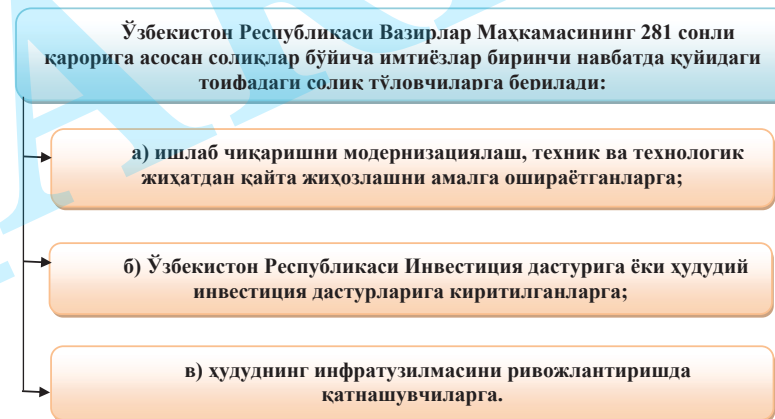 Ўзбекистон Республикаси Вазирлар Маҳкамасининг 281 сонли
қарорига асосан солиқлар бўйича имтиёзлар биринчи навбатда қуйидаги
тоифадаги солиқ тўловчиларга берилади:
а) ишлаб чиқаришни модернизациялаш, техник ва технологик
жиҳатдан қайта жиҳозлашни амалга ошираётганларга;
б) Ўзбекистон Республикаси Инвестиция дастурига ёки ҳудудий
инвестиция дастурларига киритилганларга;
в) ҳудуднинг инфратузилмасини ривожлантиришда
қатнашувчиларга.